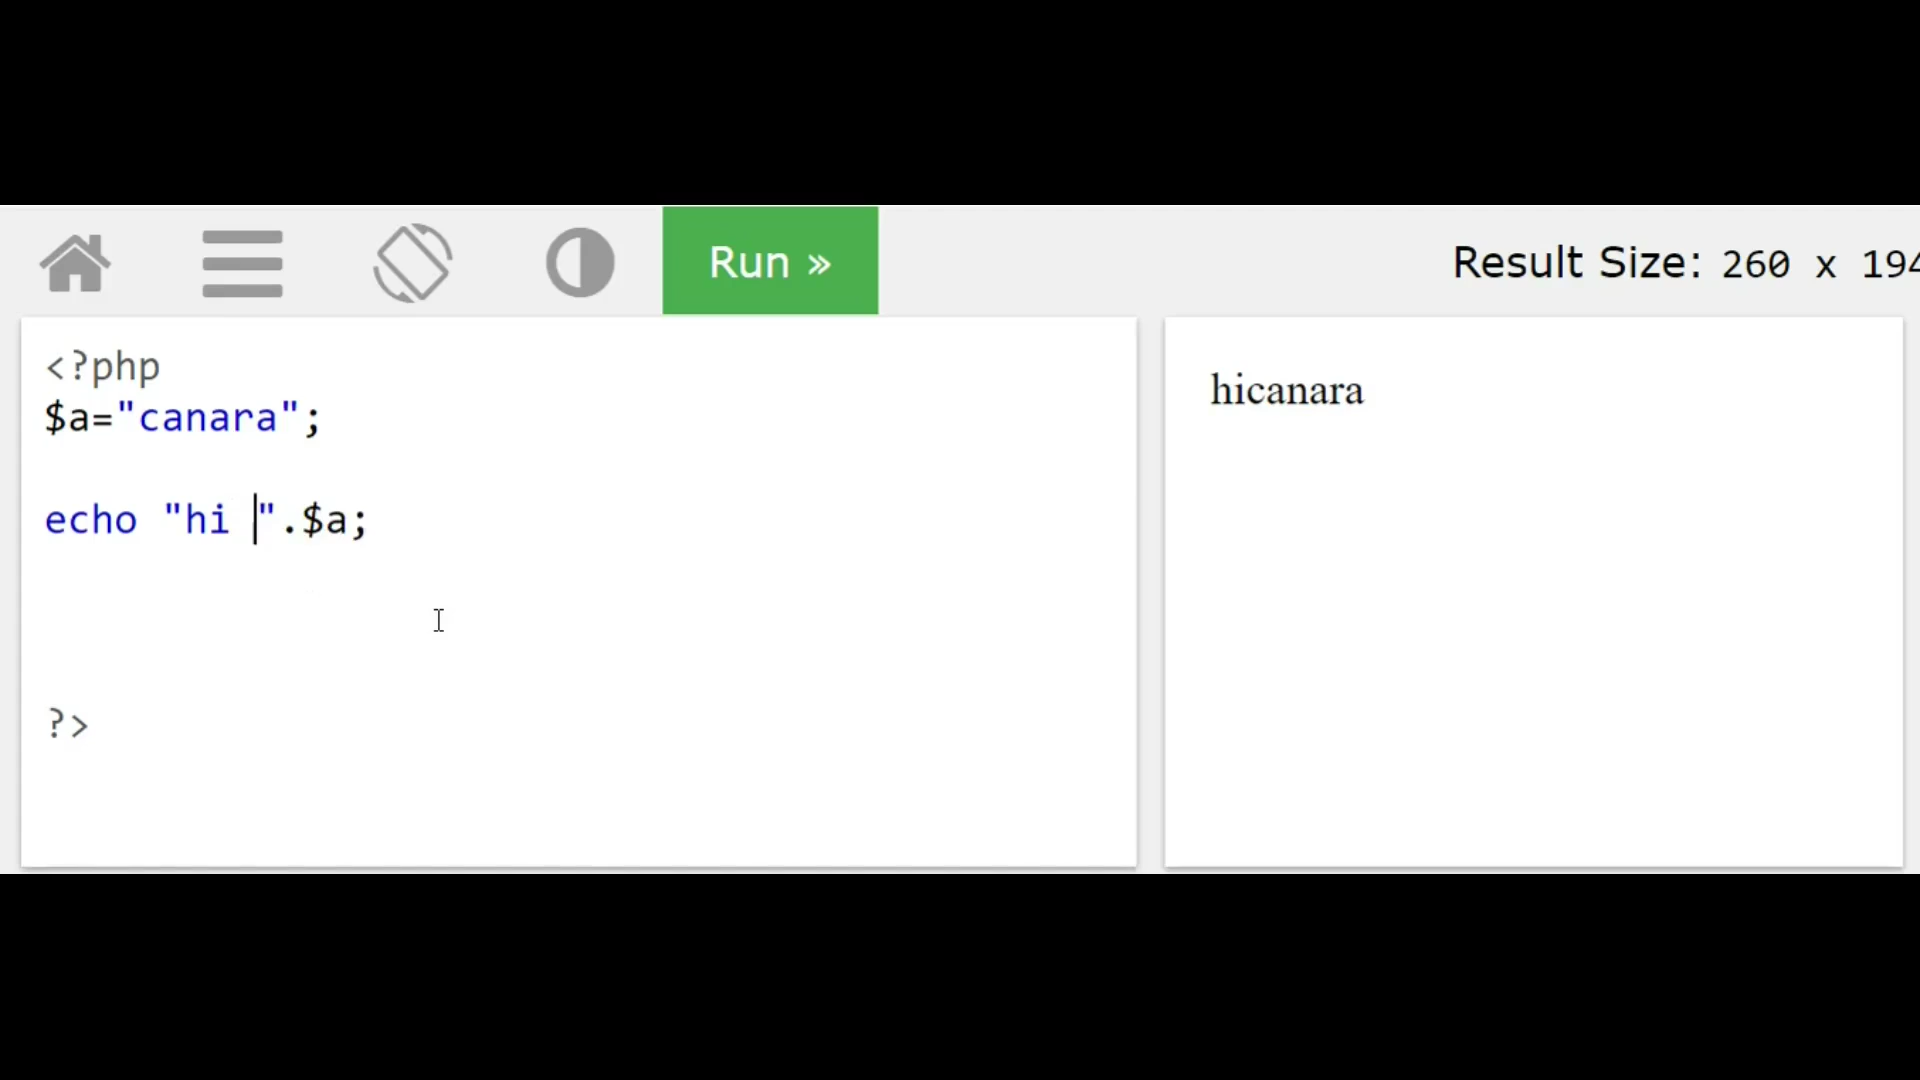 Run »
Result Size: 260 x 194
<?php
$a="canara";
echo "hi ".$a;
?>
hicanara